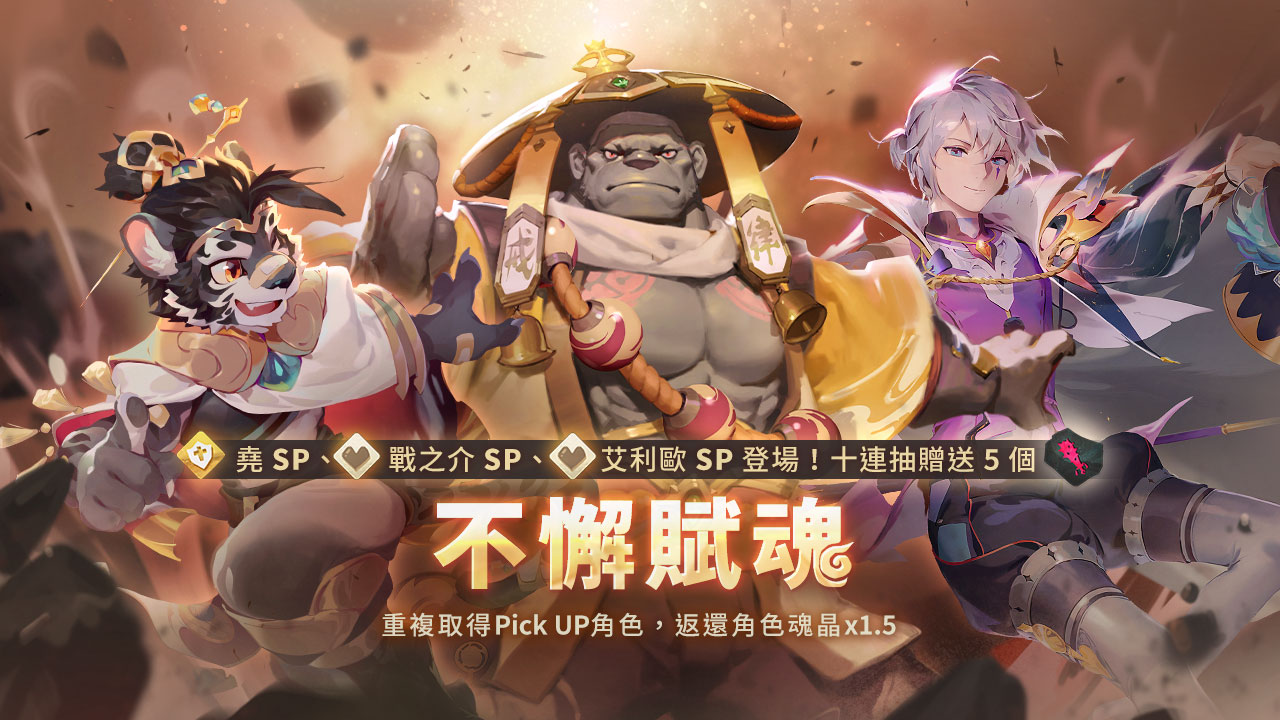 戒
律
堯 SP、戰之介 SP、艾利歐 SP 登場！十連抽贈送 5 個
不懈賦魂
重複取得Pick UP角色，返還角色魂晶x1.5